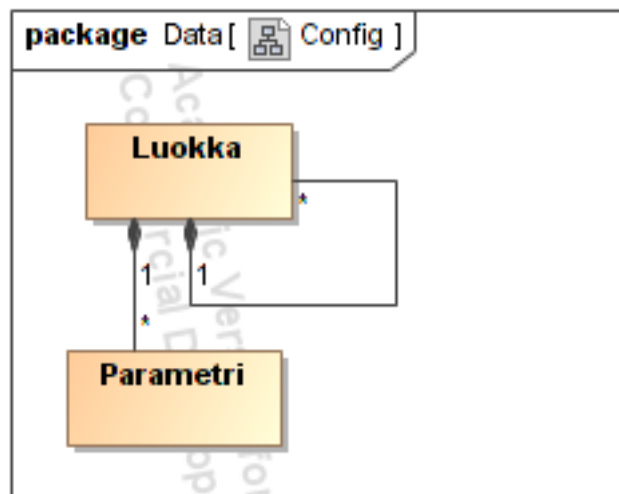 package Data [ Config ]
Luokka
*
1
1
*
Parametri